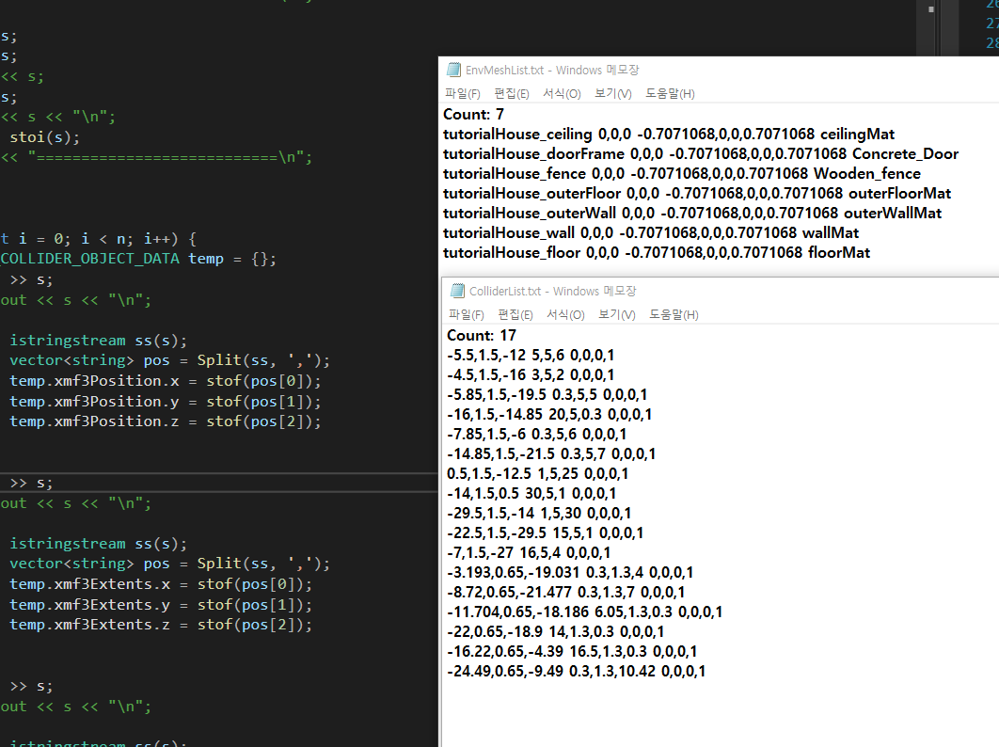 s;
s;
<< s;
s;
<< s << "\n";
stoi(s);
<< "===========================\n";
t i = 0; i < n; i++) {
COLLIDER_OBJECT_DATA temp = {};
>> s;
out << s << "\n";
istringstream ss(s);
vector<string> pos = Split(ss, ',');
temp.xmf3Position.x = stof(pos[0]);
temp.xmf3Position.y = stof(pos[1]);
temp.xmf3Position.z = stof(pos[2]);
>> s;
out << s << "\n";
istringstream ss(s);
vector<string> pos = Split(ss, ',');
temp.xmf3Extents.x = stof(pos[0]);
temp.xmf3Extents.y = stof(pos[1]);
temp.xmf3Extents.z = stof(pos[2]);
>> s;
out << s << "\n";
istringstream ss(s);
26
27
28
EnvMeshList.txt - Windows 메모장
파일(F) 편집(E) 서식(O) 보기(V) 도움말(H)
Count: 7
tutorialHouse_ceiling 0,0,0 -0.7071068,0,0,0.7071068 ceilingMat
tutorialHouse_doorFrame 0,0,0 -0.7071068,0,0,0.7071068 Concrete_Door
tutorialHouse_fence 0,0,0 -0.7071068,0,0,0.7071068 Wooden_fence
tutorialHouse_outerFloor 0,0,0 -0.7071068,0,0,0.7071068 outerFloorMat
tutorialHouse_outerWall 0,0,0 -0.7071068,0,0,0.7071068 outerWallMat
tutorialHouse_wall 0,0,0 -0.7071068,0,0,0.7071068 wallMat
tutorialHouse_floor 0,0,0 -0.7071068,0,0,0.7071068 floorMat
ColliderList.txt - Windows 메모장
파일(F) 편집(E) 서식(O) 보기(V) 도움말(H)
Count: 17
-5.5,1.5,-12 5,5,6 0,0,0,1
-4.5,1.5,-16 3,5,2 0,0,0,1
-5.85,1.5,-19.5 0.3,5,5 0,0,0,1
-16,1.5,-14.85 20,5,0.3 0,0,0,1
-7.85,1.5,-6 0.3,5,6 0,0,0,1
-14.85,1.5,-21.5 0.3,5,7 0,0,0,1
0.5,1.5,-12.5 1,5,25 0,0,0,1
-14,1.5,0.5 30,5,1 0,0,0,1
-29.5,1.5,-14 1,5,30 0,0,0,1
-22.5,1.5,-29.5 15,5,1 0,0,0,1
-7,1.5,-27 16,5,4 0,0,0,1
-3.193,0.65,-19.031 0.3,1.3,4 0,0,0,1
-8.72,0.65,-21.477 0.3,1.3,7 0,0,0,1
-11.704,0.65,-18.186 6.05,1.3,0.3 0,0,0,1
-22,0.65,-18.9 14,1.3,0.3 0,0,0,1
-16.22,0.65,-4.39 16.5,1.3,0.3 0,0,0,1
-24.49,0.65,-9.49 0.3,1.3,10.42 0,0,0,1